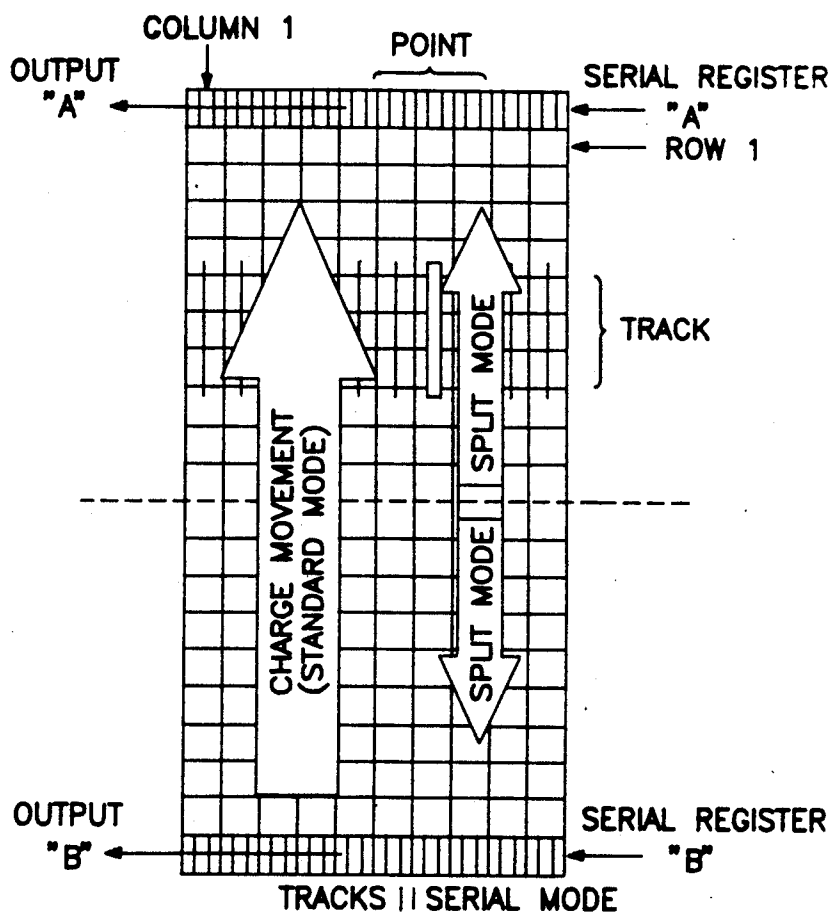 COLUMN 1
POINT
OUTPUT
"A"
SERIAL REGISTER
"A"
ROW 1
TRACK
SPLIT MODE
CHARGE MOVEMENT
(STANDARD MODE)
SPLIT MODE
OUTPUT
"B"
SERIAL REGISTER
"B"
TRACKS || SERIAL MODE